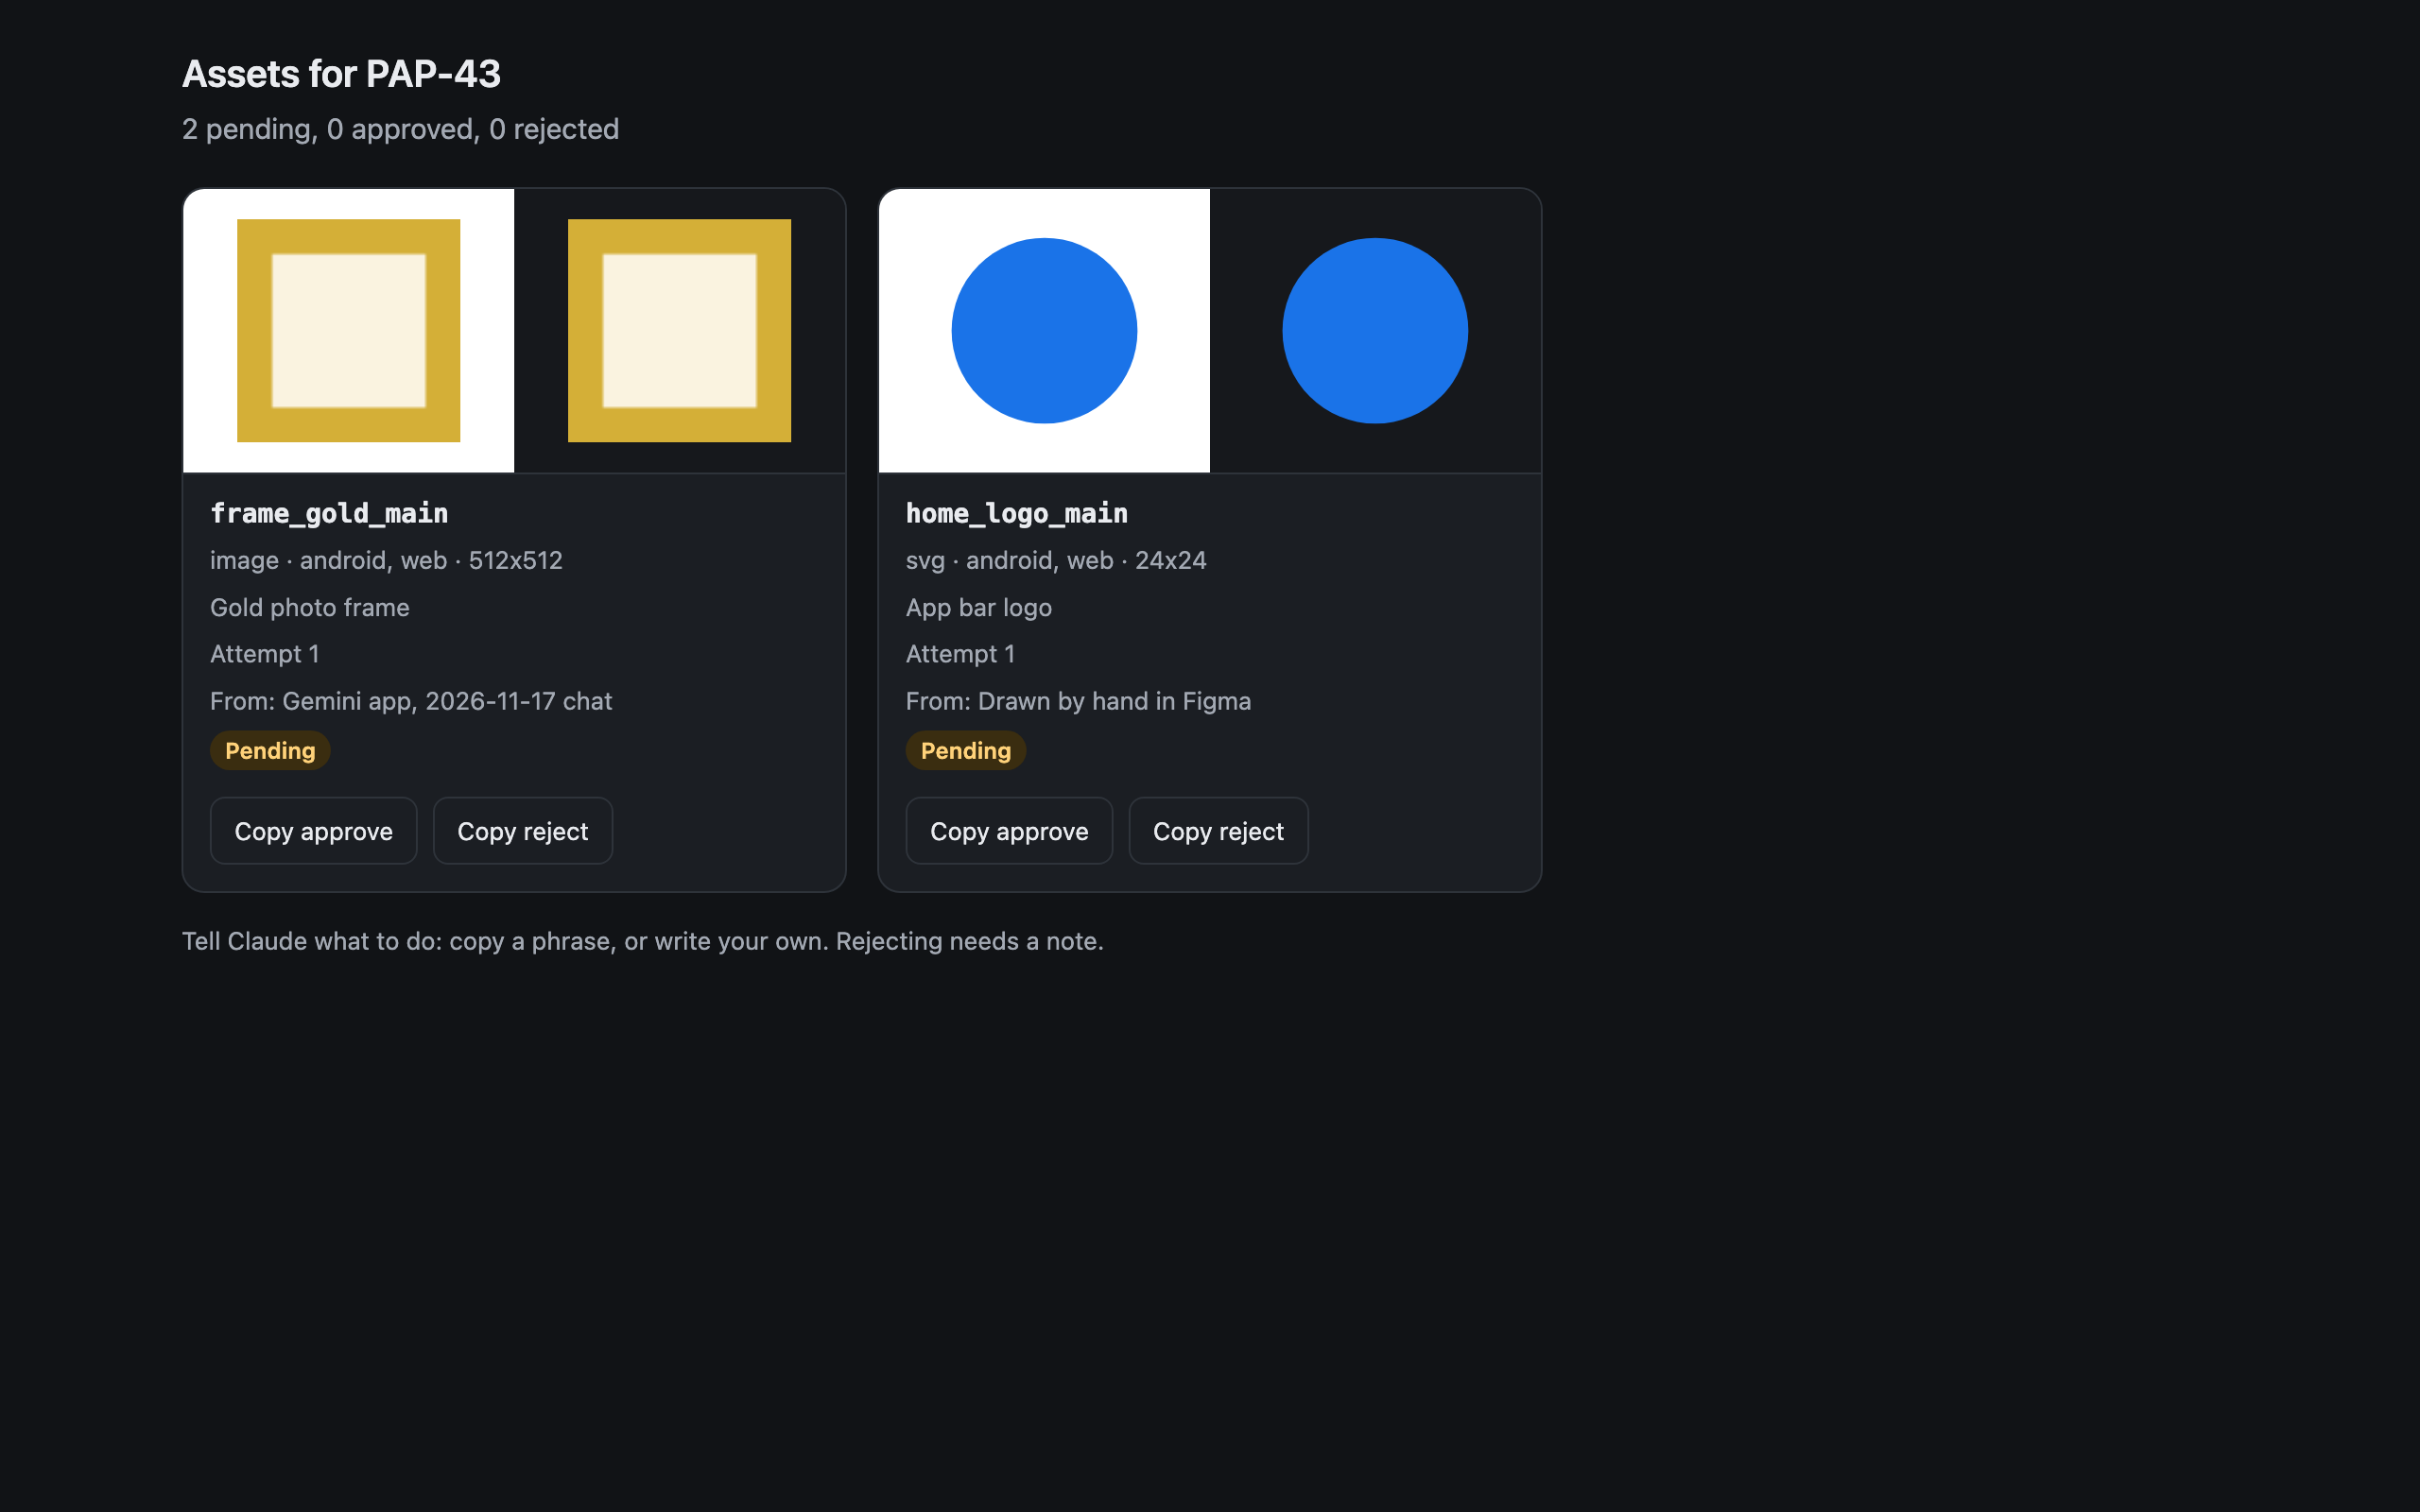 Assets for PAP-43
2 pending, 0 approved, 0 rejected
frame_gold_main
image · android, web · 512x512
Gold photo frame
Attempt 1
From: Gemini app, 2026-11-17 chat
Pending
Copy approve
Copy reject
home_logo_main
svg · android, web · 24x24
App bar logo
Attempt 1
From: Drawn by hand in Figma
Pending
Copy approve
Copy reject
Tell Claude what to do: copy a phrase, or write your own. Rejecting needs a note.